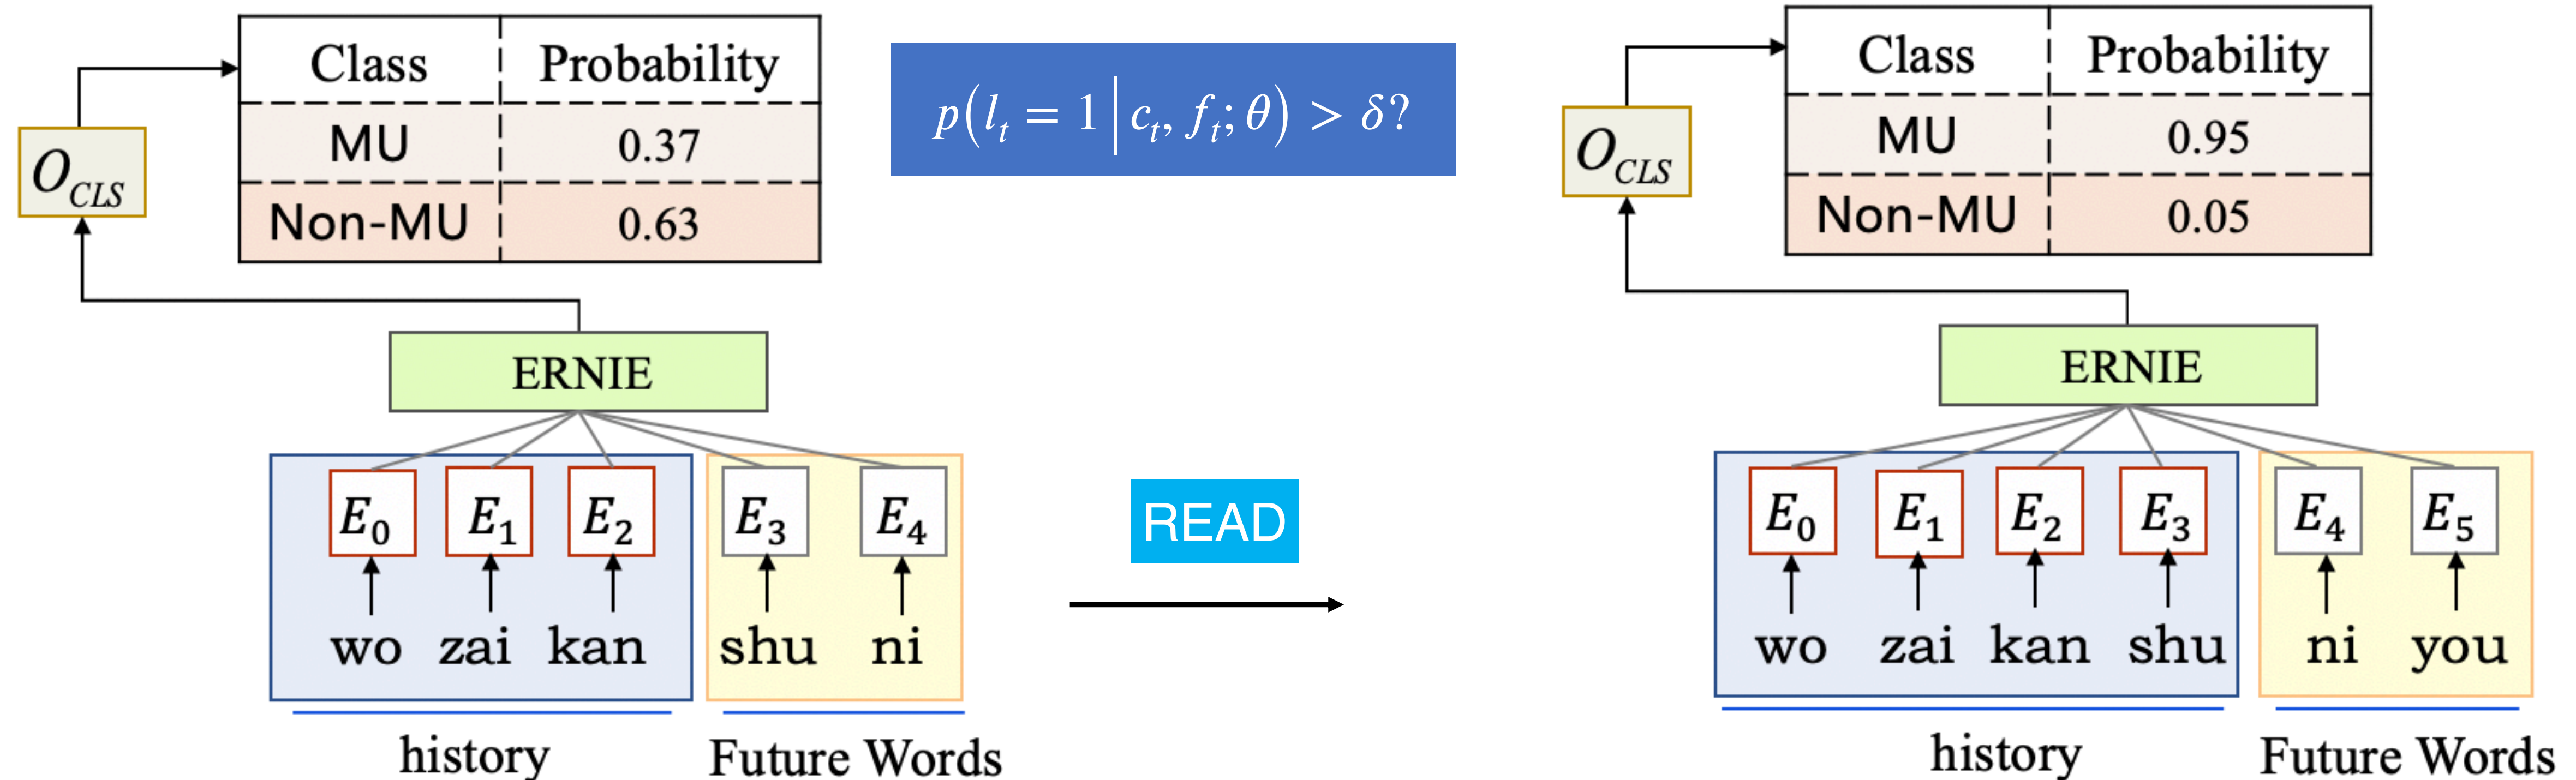 Class Probability
MU 0.37
Non-MU 0.63
O_CLS
ERNIE
E_0 E_1 E_2 E_3 E_4
wo zai kan shu ni
history Future Words
p(l_t = 1 | c_t, f_t; θ) > δ?
READ
Class Probability
MU 0.95
Non-MU 0.05
O_CLS
ERNIE
E_0 E_1 E_2 E_3 E_4 E_5
wo zai kan shu ni you
history Future Words